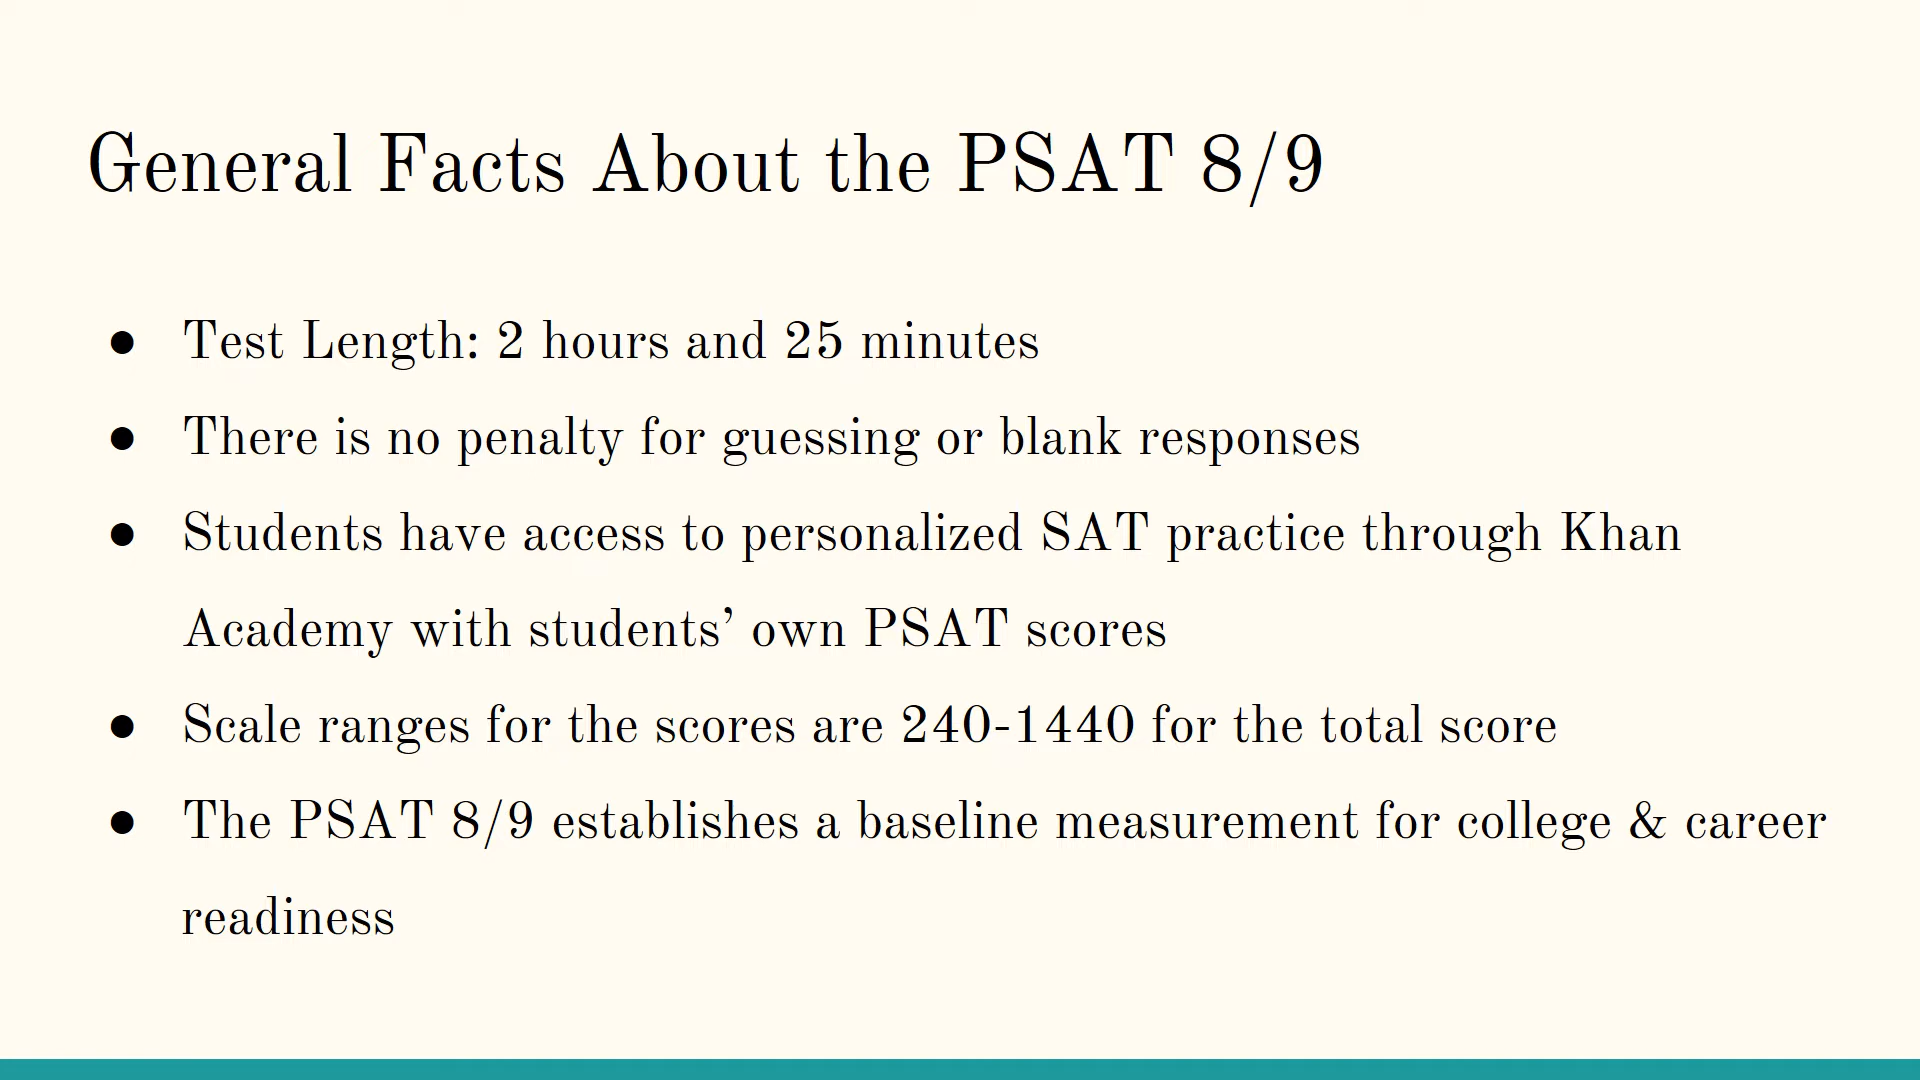 General Facts About the PSAT 8/9
● Test Length: 2 hours and 25 minutes
● There is no penalty for guessing or blank responses
● Students have access to personalized SAT practice through Khan
Academy with students’ own PSAT scores
● Scale ranges for the scores are 240-1440 for the total score
● The PSAT 8/9 establishes a baseline measurement for college & career
readiness